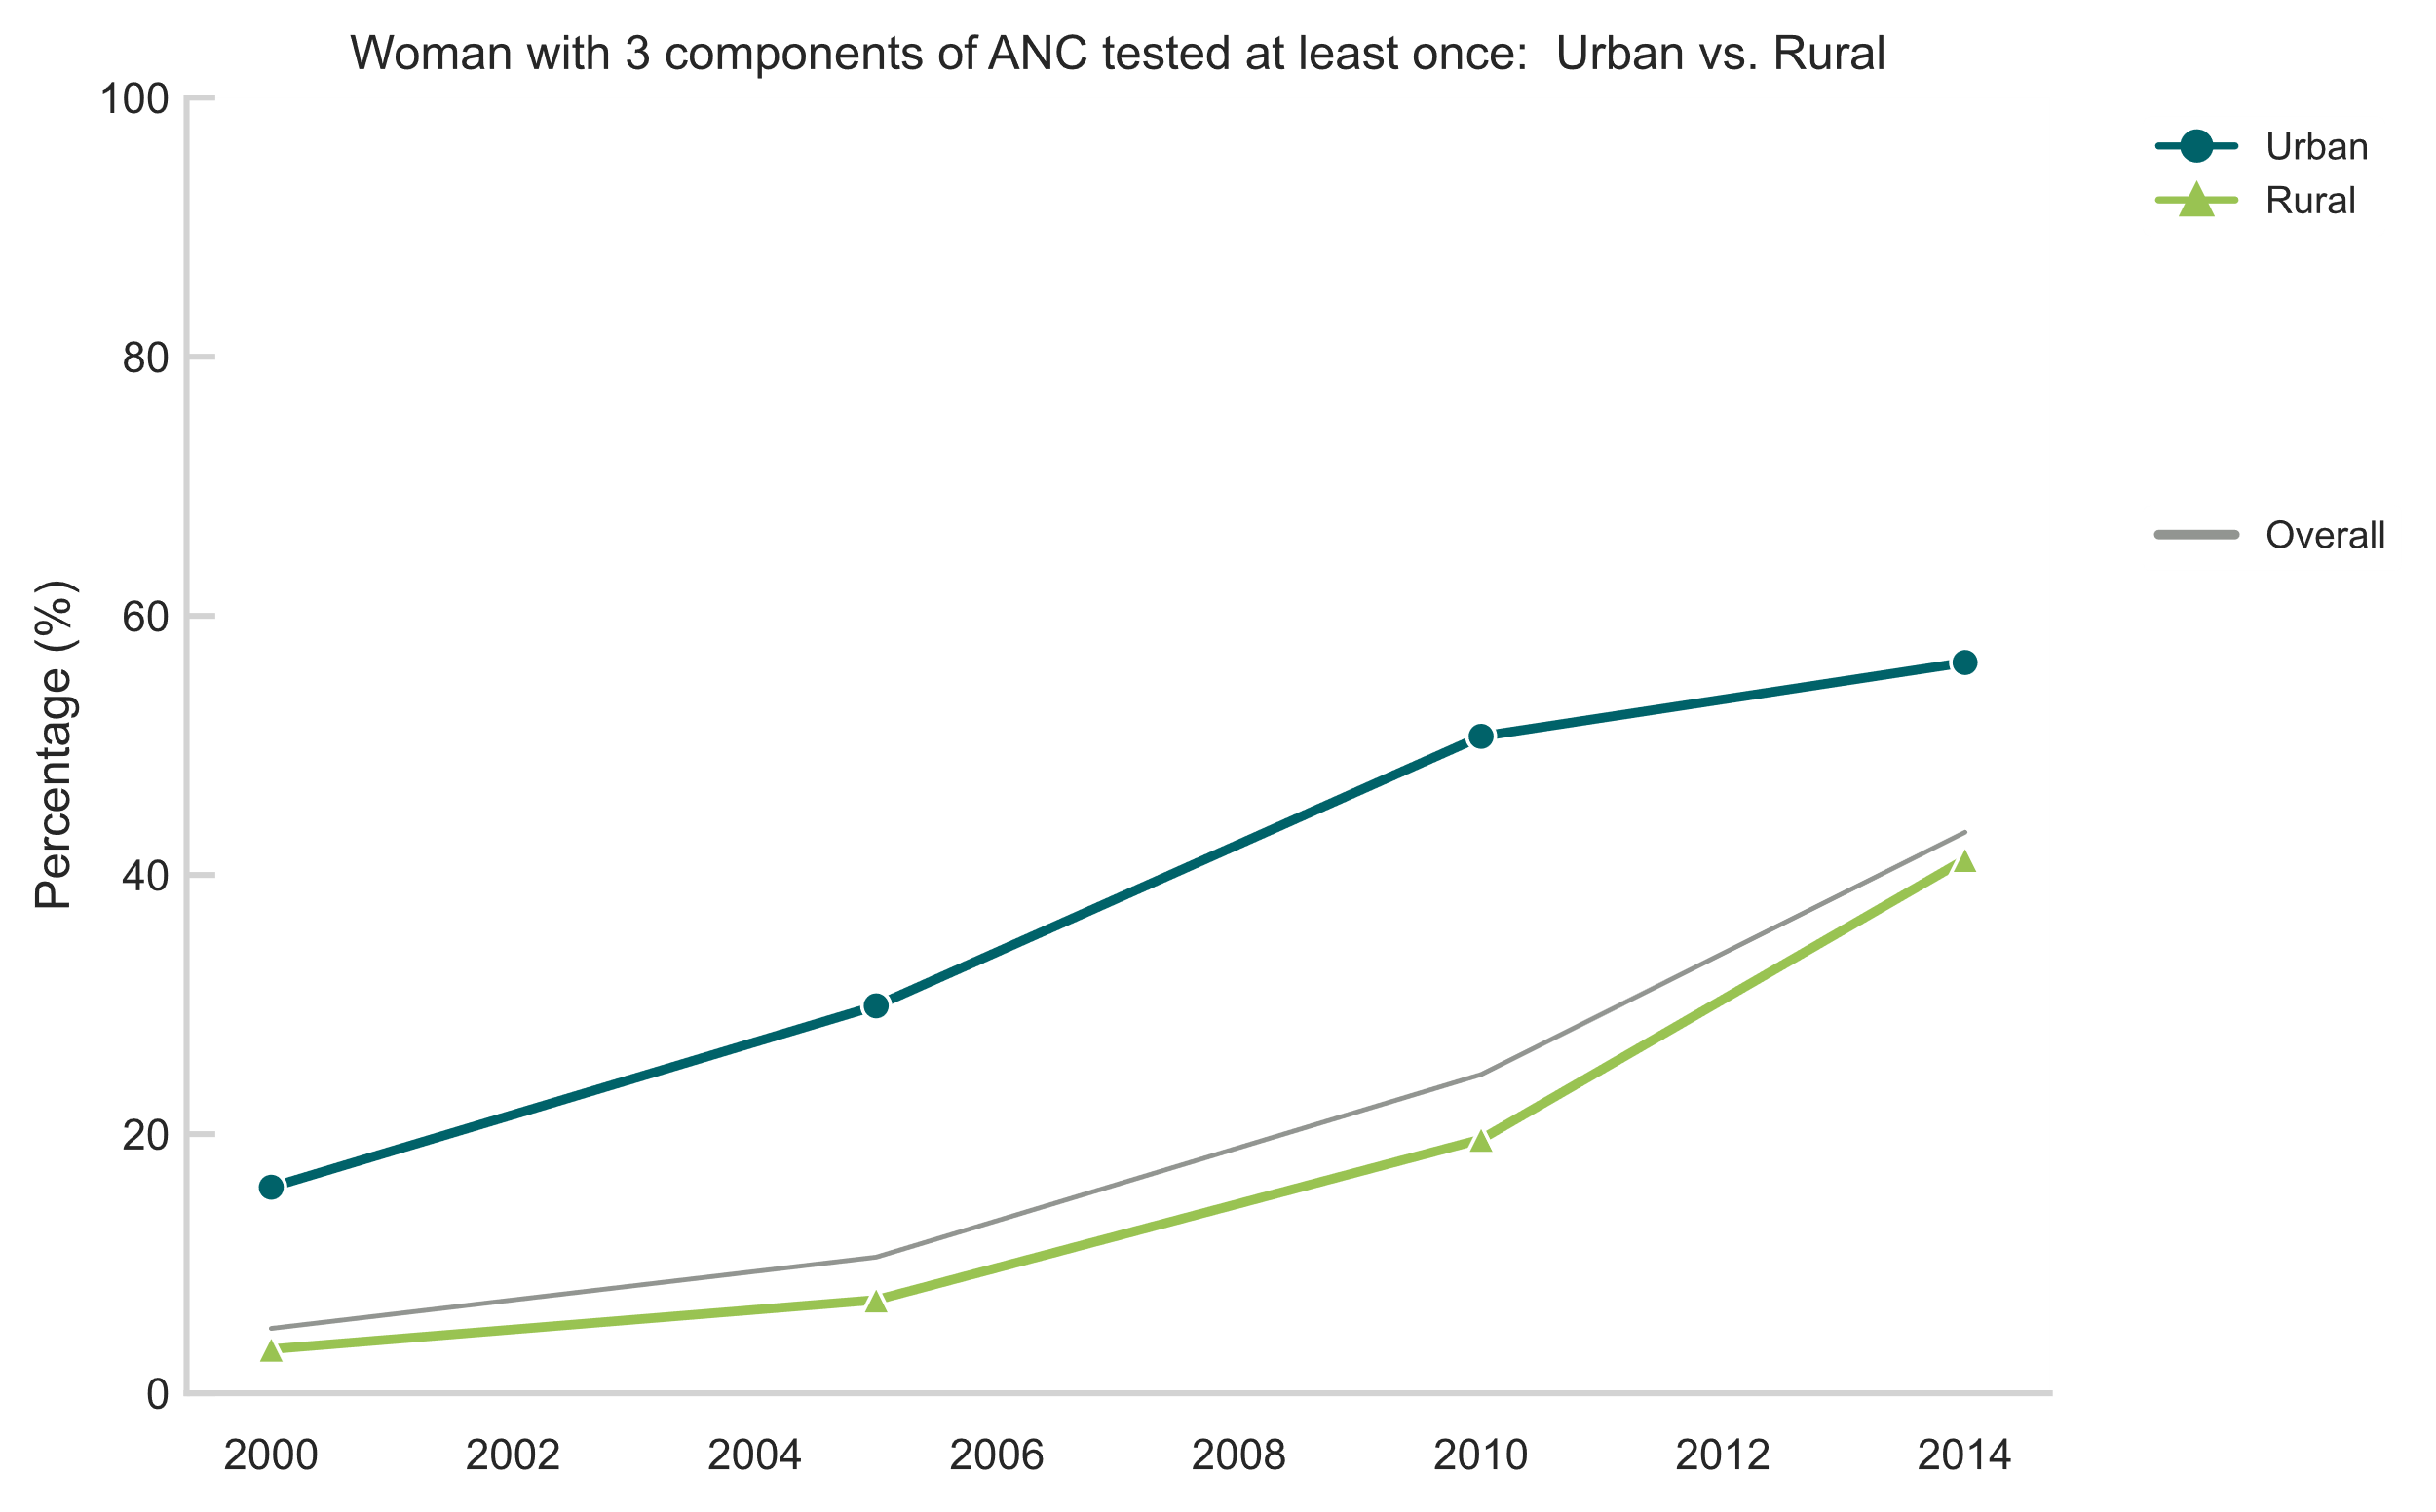 Woman with 3 components of ANC tested at least once:  Urban vs. Rural
Urban
Rural
Overall
Percentage (%)
100
80
60
40
20
0
2000 2002 2004 2006 2008 2010 2012 2014